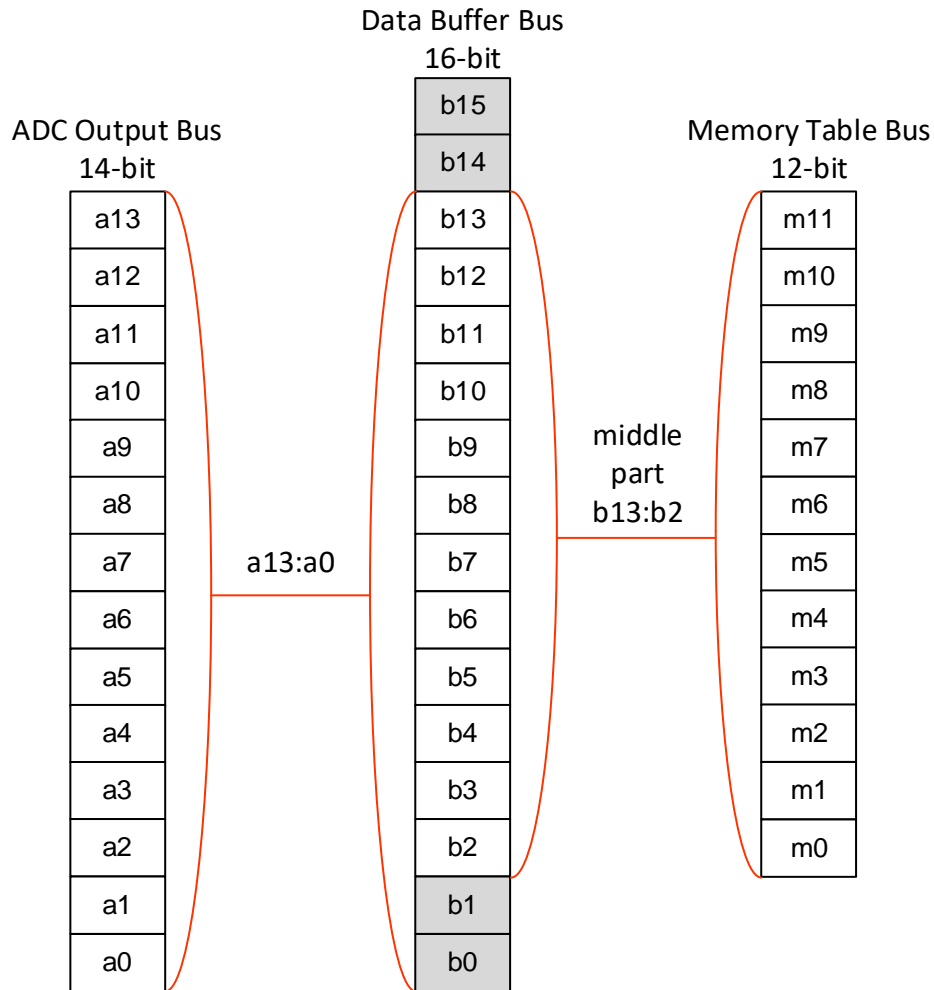 Data Buffer Bus
16-bit
ADC Output Bus
14-bit
Memory Table Bus
12-bit
b15
b14
a13
b13
m11
a12
b12
m10
a11
b11
m9
a10
b10
m8
a9
b9
m7
a8
b8
m6
a7
b7
m5
a6
b6
m4
a5
b5
m3
a4
b4
m2
a3
b3
m1
a2
b2
m0
a1
b1
a0
b0
a13:a0
middle
part
b13:b2